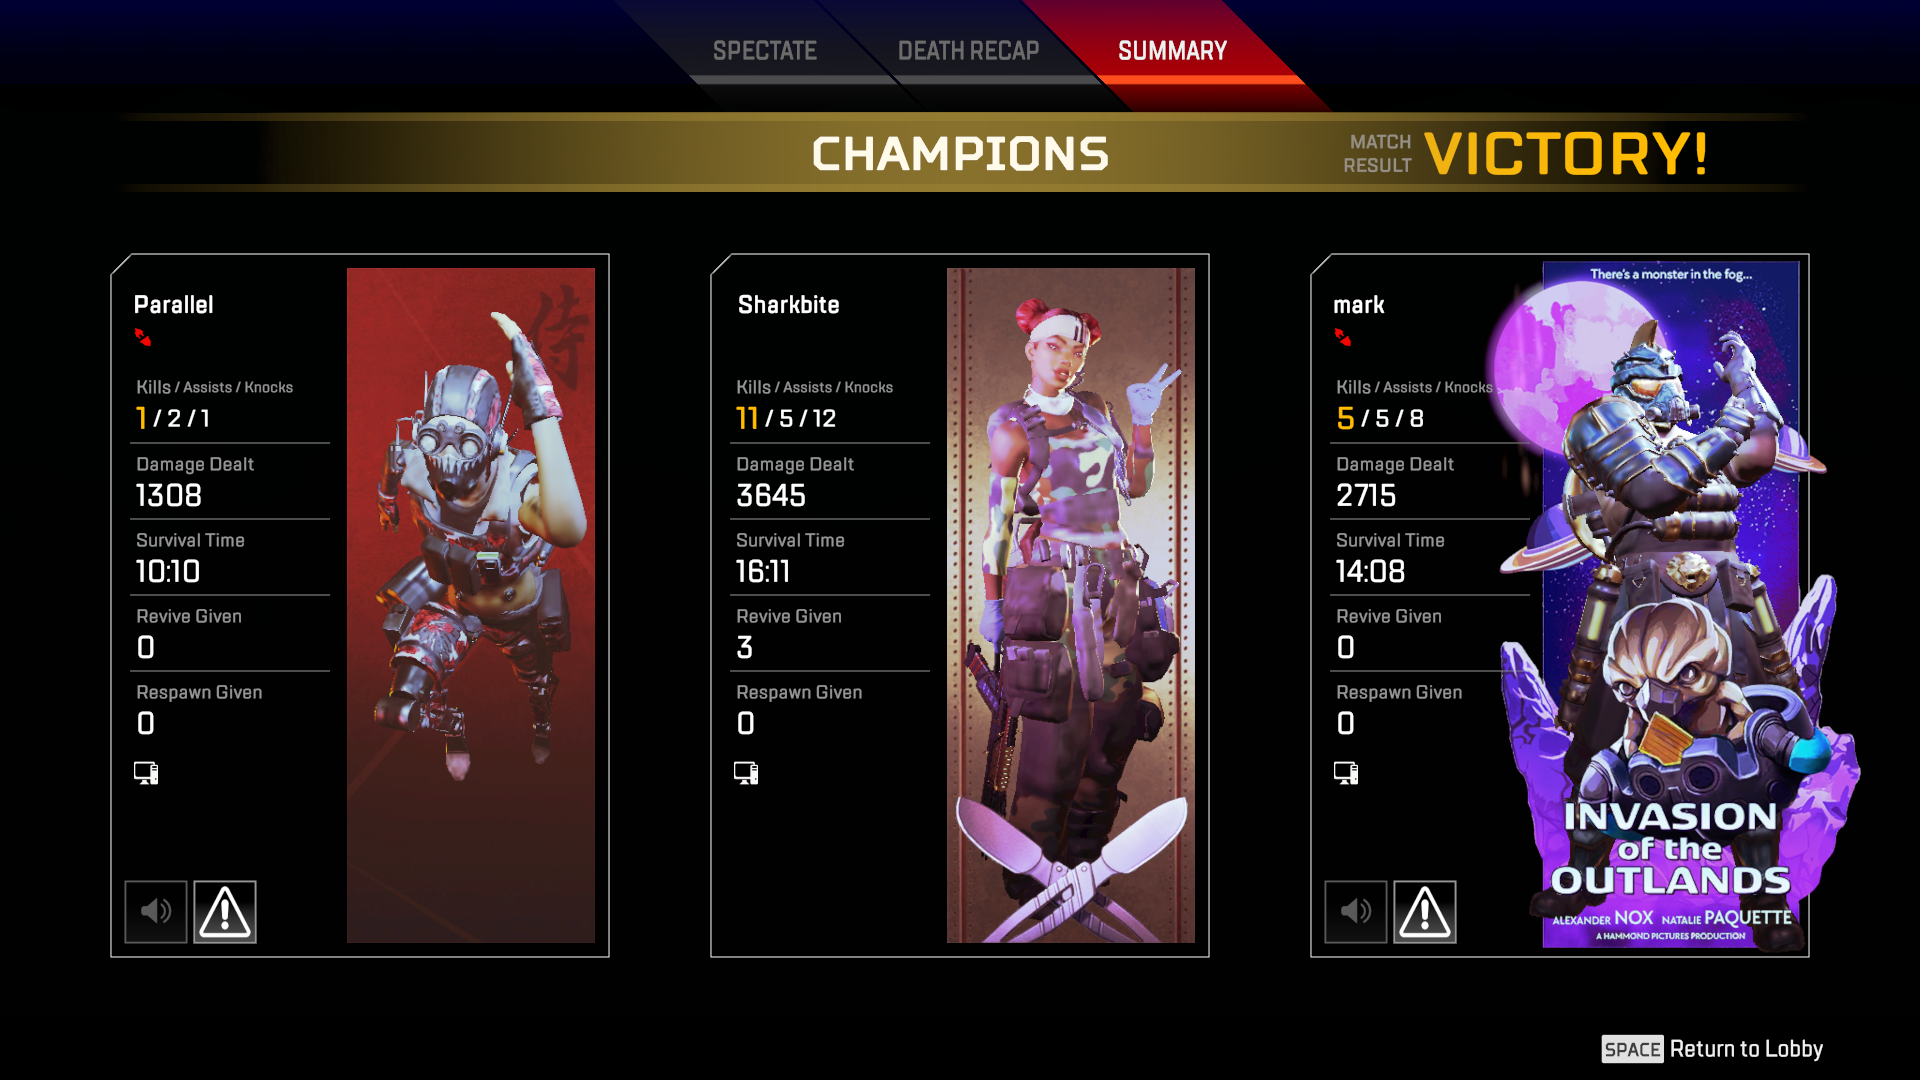 SPECTATE
DEATH RECAP
SUMMARY
CHAMPIONS
MATCH
RESULT
VICTORY!
Parallel
Kills / Assists / Knocks
1 / 2 / 1
Damage Dealt
1308
Survival Time
10:10
Revive Given
0
Respawn Given
0
侍
Sharkbite
Kills / Assists / Knocks
11 / 5 / 12
Damage Dealt
3645
Survival Time
16:11
Revive Given
3
Respawn Given
0
mark
Kills / Assists / Knocks
5 / 5 / 8
Damage Dealt
2715
Survival Time
14:08
Revive Given
0
Respawn Given
0
There's a monster in the fog...
INVASION
of the
OUTLANDS
ALEXANDER NOX NATALIE PAQUETTE
A HAMMOND PICTURES PRODUCTION
SPACE Return to Lobby